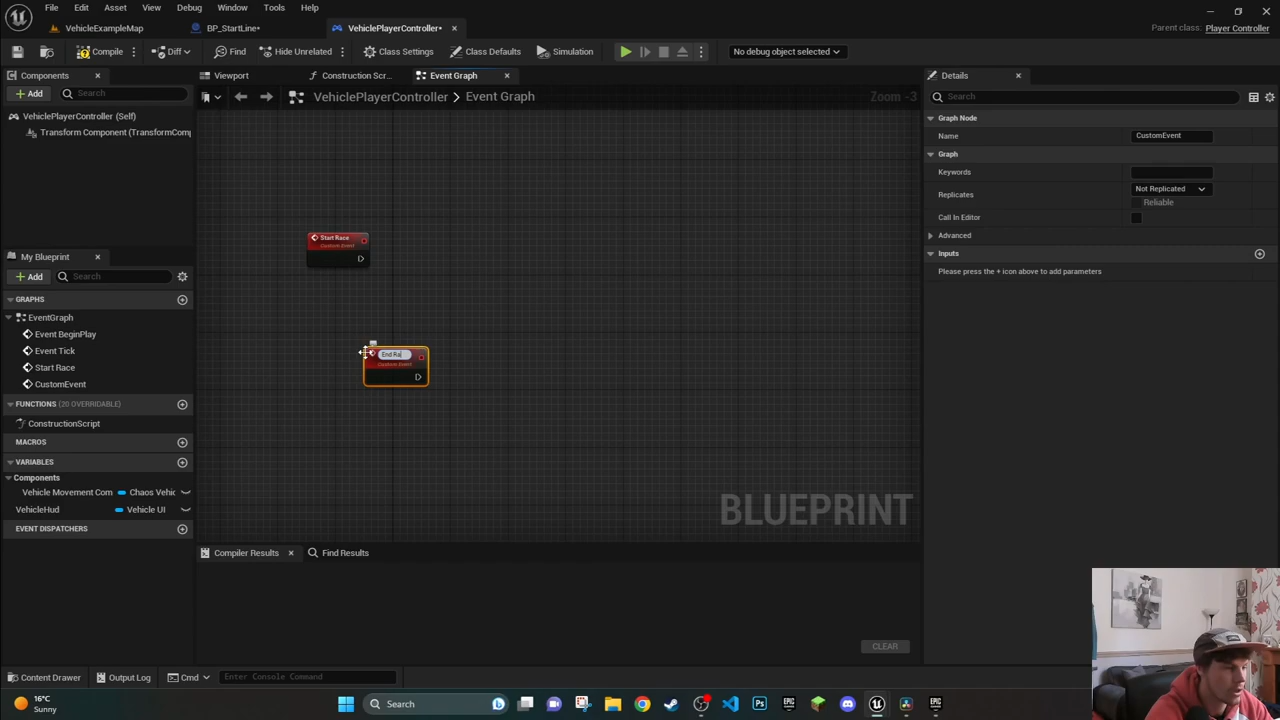 File Edit Asset View Debug Window Tools Help
VehicleExampleMap
BP_StartLine*
VehiclePlayerController*
Parent class: Player Controller
Compile Diff Find Hide Unrelated Class Settings Class Defaults Simulation No debug object selected
Components
Add Search
VehiclePlayerController (Self)
Transform Component (TransformComp
My Blueprint
Add Search
GRAPHS
EventGraph
Event BeginPlay
Event Tick
Start Race
CustomEvent
FUNCTIONS (20 OVERRIDABLE)
ConstructionScript
MACROS
VARIABLES
Components
Vehicle Movement Com Chaos Vehic
VehicleHud Vehicle UI
EVENT DISPATCHERS
Viewport Construction Scr... Event Graph
VehiclePlayerController > Event Graph Zoom -3
Start Race
Custom Event
End Ra
Custom Event
BLUEPRINT
Compiler Results Find Results
CLEAR
Details
Search
Graph Node
Name CustomEvent
Graph
Keywords
Replicates Not Replicated
Reliable
Call In Editor
Advanced
Inputs
Please press the + icon above to add parameters
Content Drawer Output Log Cmd Enter Console Command
16°C
Sunny
Search